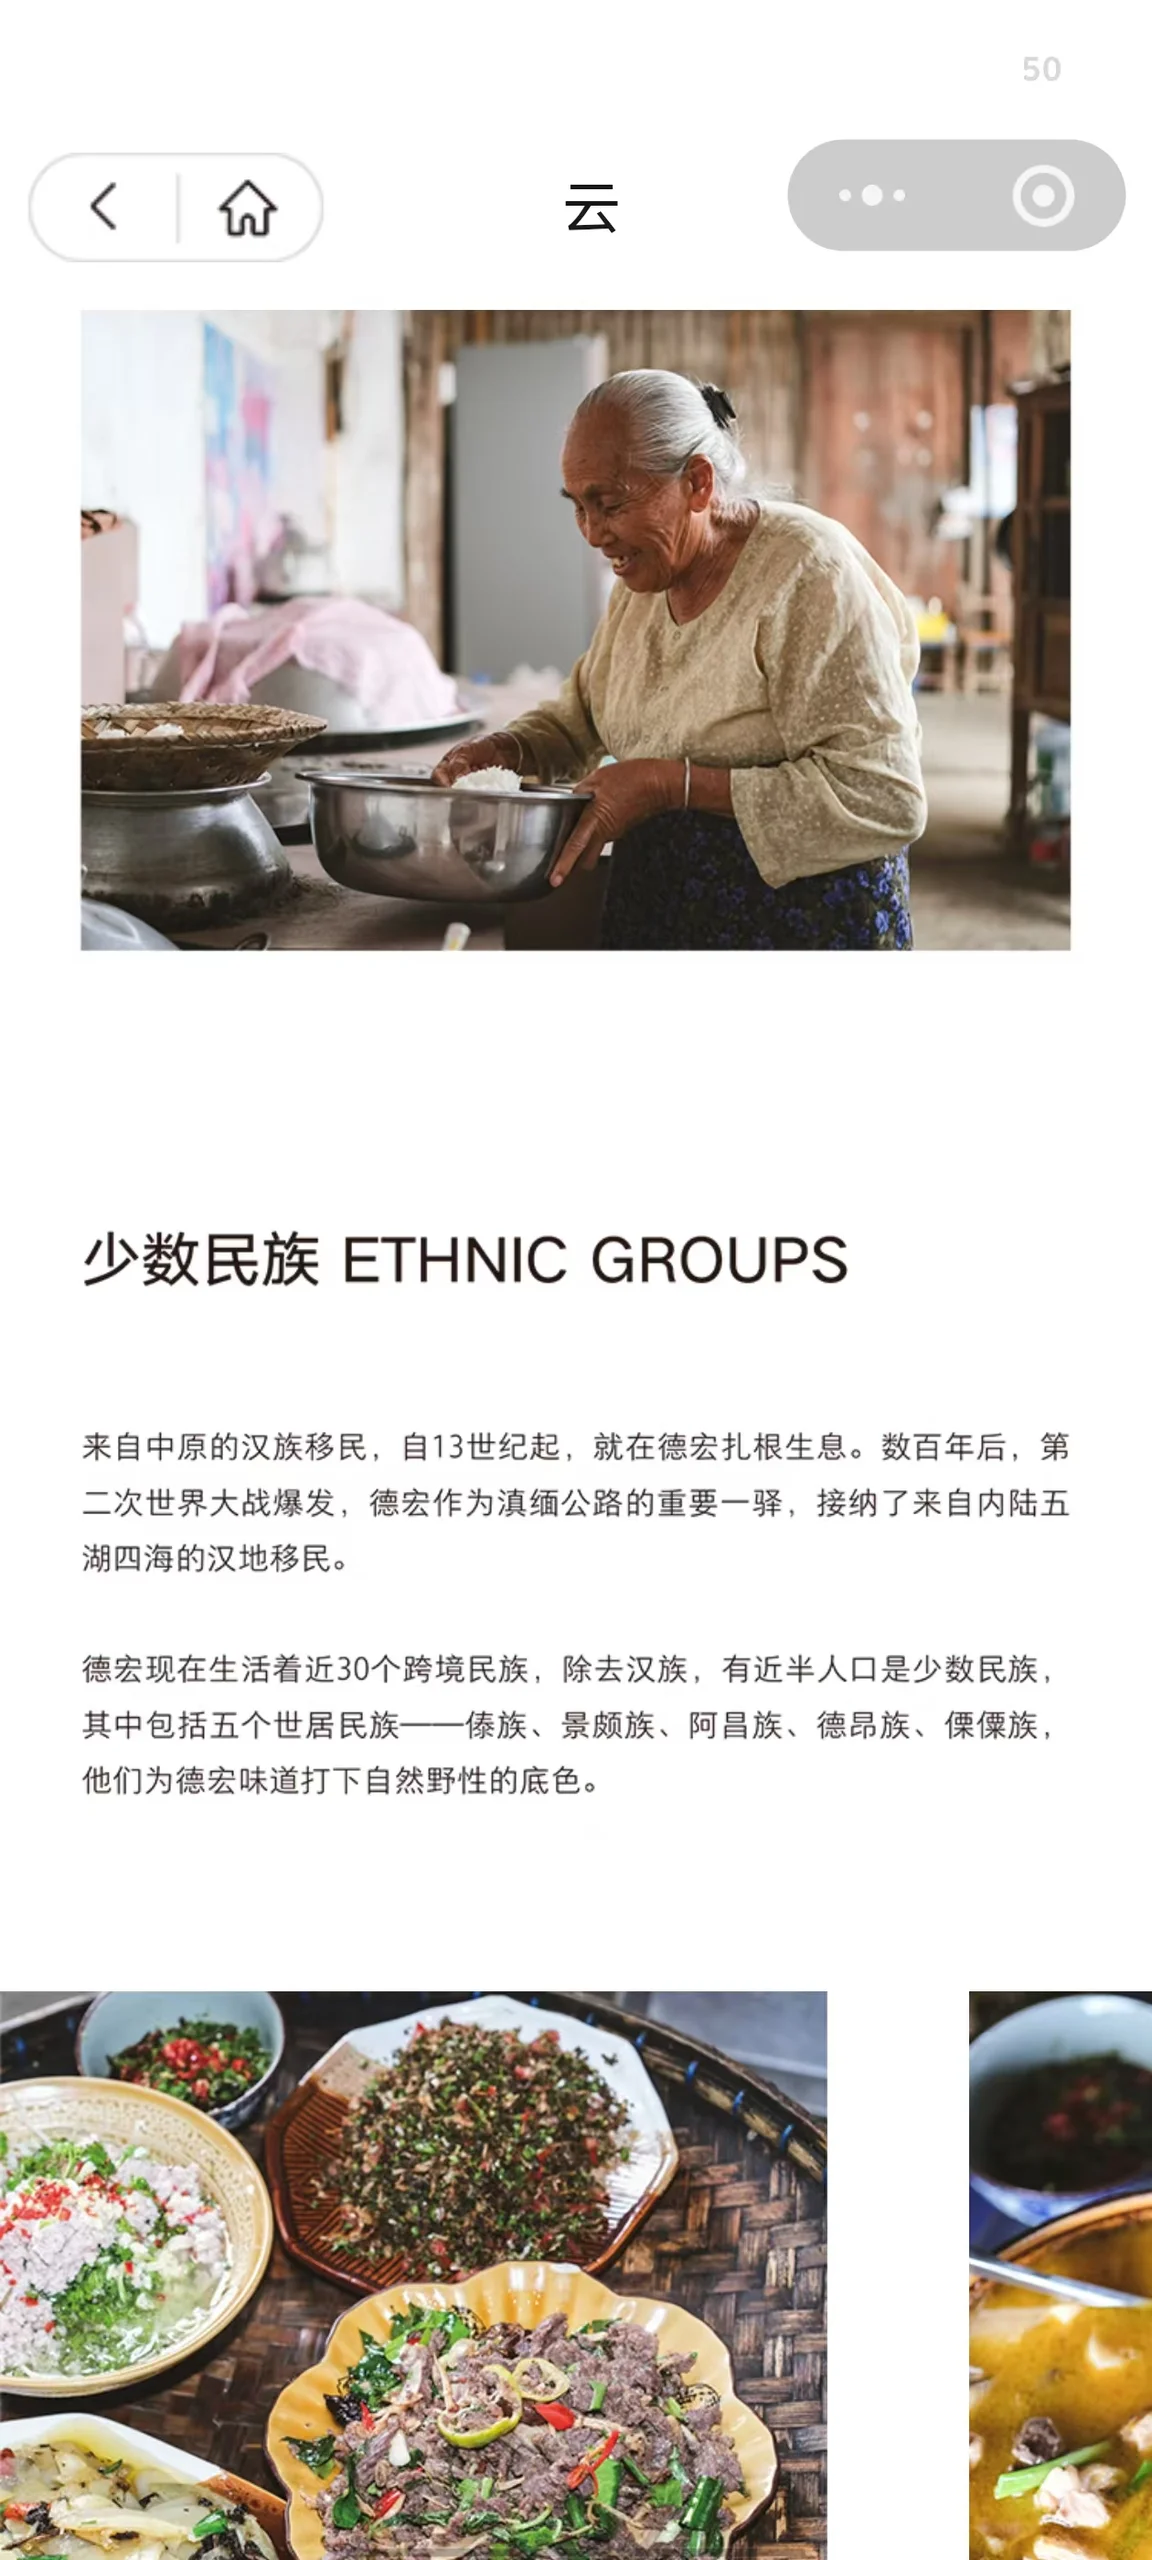 50
云
少数民族 ETHNIC GROUPS
来自中原的汉族移民，自13世纪起，就在德宏扎根生息。数百年后，第
二次世界大战爆发，德宏作为滇缅公路的重要一驿，接纳了来自内陆五
湖四海的汉地移民。
德宏现在生活着近30个跨境民族，除去汉族，有近半人口是少数民族，
其中包括五个世居民族——傣族、景颇族、阿昌族、德昂族、傈僳族，
他们为德宏味道打下自然野性的底色。